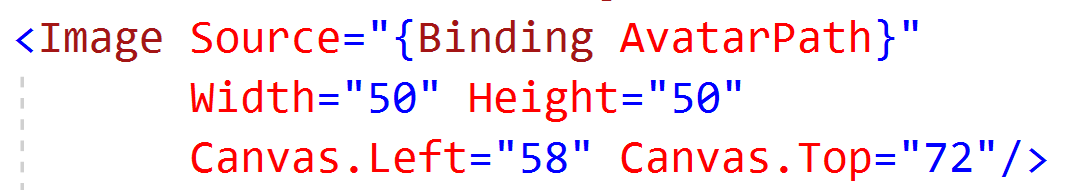 <Image Source="{Binding AvatarPath}"
Width="50" Height="50"
Canvas.Left="58" Canvas.Top="72"/>